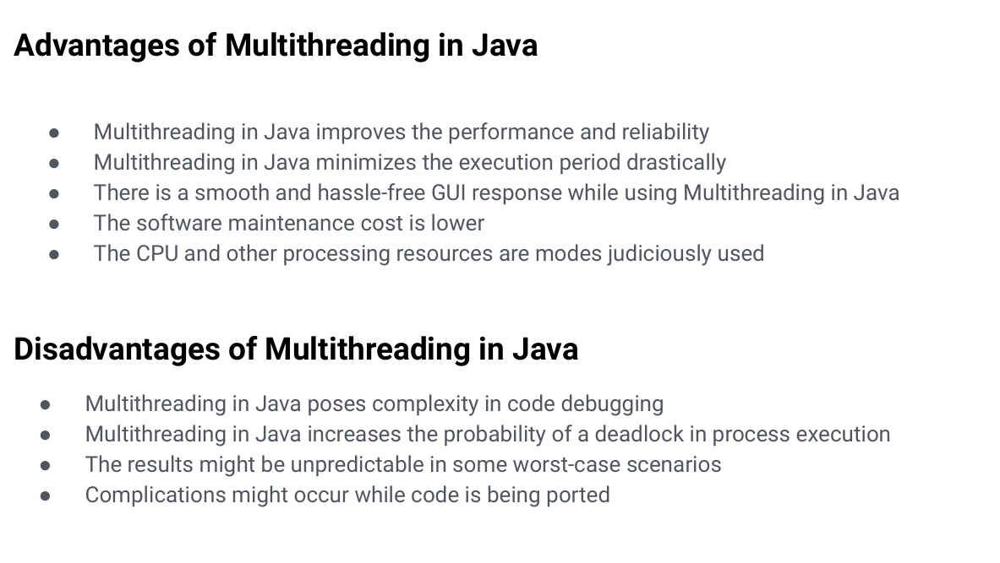 Advantages of Multithreading in Java
● Multithreading in Java improves the performance and reliability
● Multithreading in Java minimizes the execution period drastically
● There is a smooth and hassle-free GUI response while using Multithreading in Java
● The software maintenance cost is lower
● The CPU and other processing resources are modes judiciously used
Disadvantages of Multithreading in Java
● Multithreading in Java poses complexity in code debugging
● Multithreading in Java increases the probability of a deadlock in process execution
● The results might be unpredictable in some worst-case scenarios
● Complications might occur while code is being ported